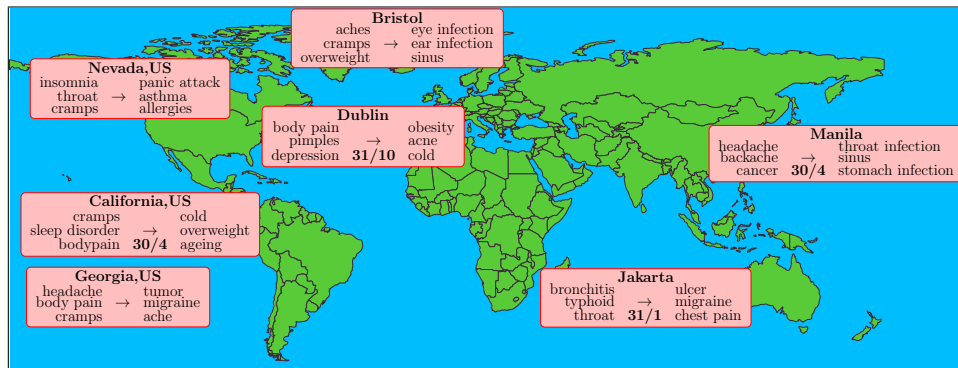 Bristol
aches eye infection
cramps → ear infection
overweight sinus
Nevada,US
insomnia panic attack
throat → asthma
cramps allergies
Dublin
body pain obesity
pimples → acne
depression 31/10 cold
Manila
headache throat infection
backache → sinus
cancer 30/4 stomach infection
California,US
cramps cold
sleep disorder → overweight
bodypain 30/4 ageing
Georgia,US
headache tumor
body pain → migraine
cramps ache
Jakarta
bronchitis ulcer
typhoid → migraine
throat 31/1 chest pain